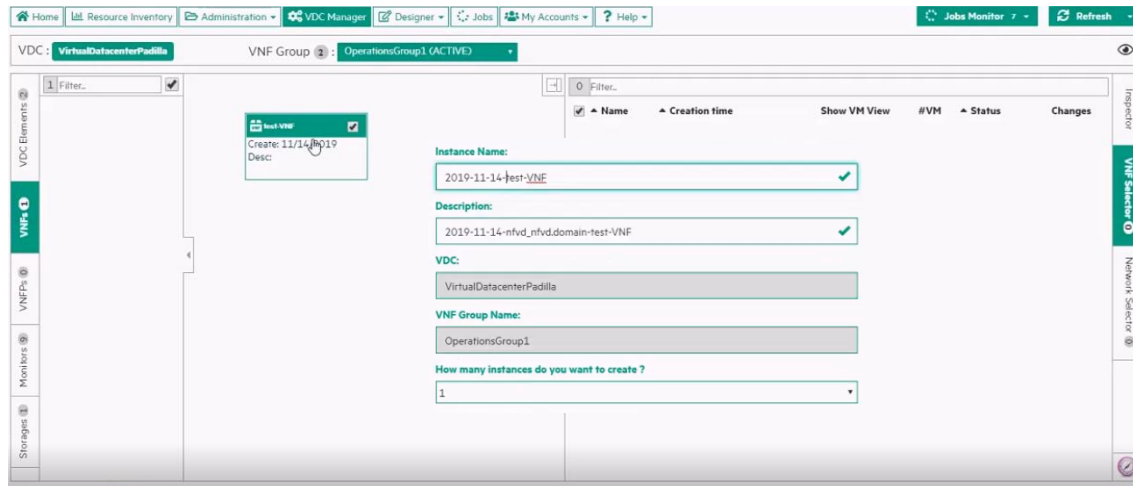 Home Resource Inventory Administration VDC Manager Designer Jobs My Accounts ? Help Jobs Monitor 7 Refresh
VDC : VirtualDatacenterPadilla VNF Group 2 : OperationsGroup1 (ACTIVE)
VDC Elements 2
VNFs 1
VNFPs 0
Monitors 9
Storages 1
1 Filter..
test-VNF
Create: 11/14/2019
Desc:
0 Filter..
Name Creation time Show VM View #VM Status Changes
Instance Name:
2019-11-14-test-VNF
Description:
2019-11-14-nfvd_nfvd.domain-test-VNF
VDC:
VirtualDatacenterPadilla
VNF Group Name:
OperationsGroup1
How many instances do you want to create ?
1
Inspector
VNF Selector 0
Network Selector 0